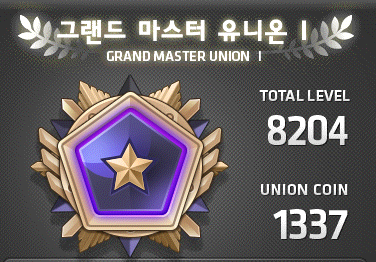 그랜드 마스터 유니온 Ⅰ
GRAND MASTER UNION Ⅰ
TOTAL LEVEL
8204
UNION COIN
1337